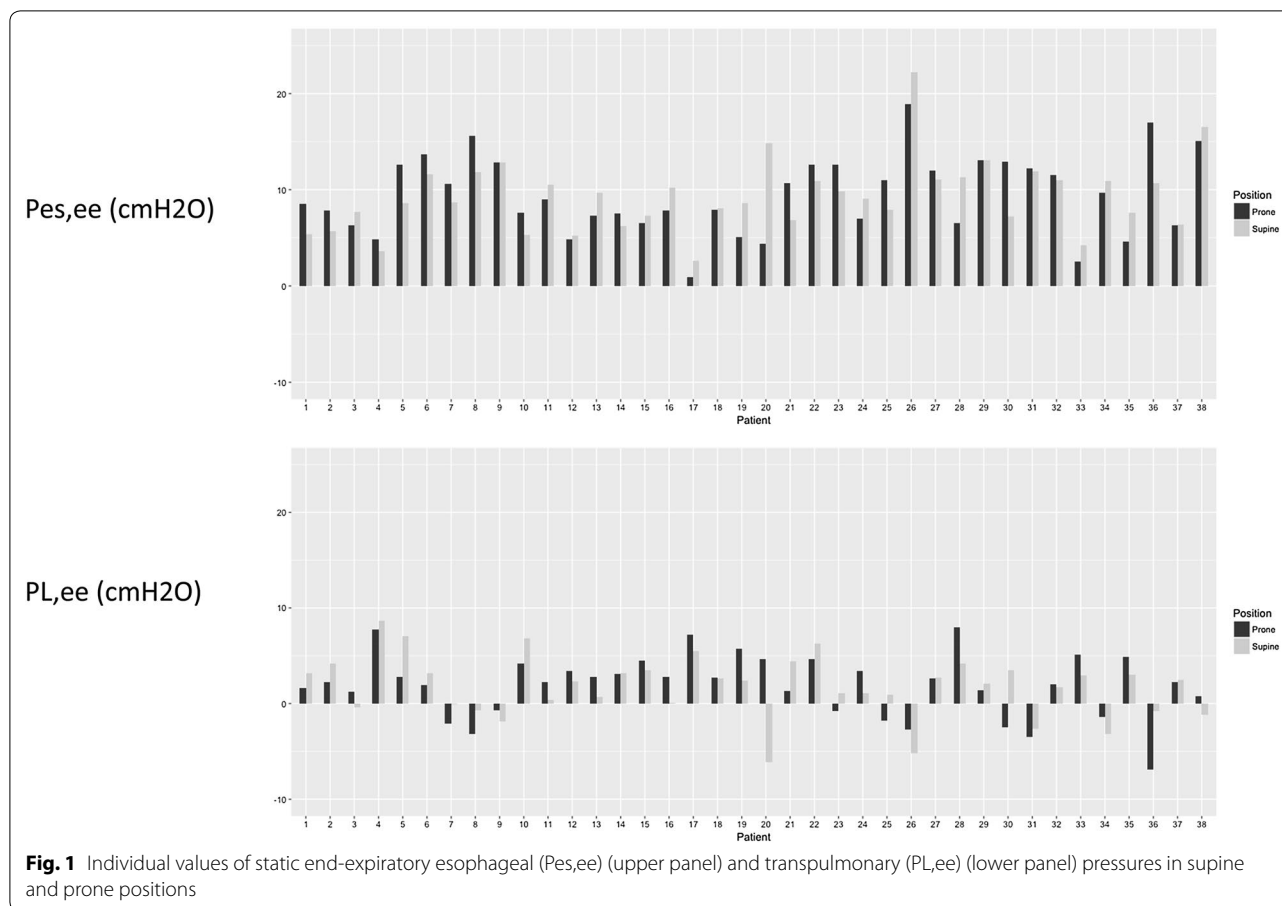 20
10
0
-10
Pes,ee (cmH2O)
Position
Prone
Supine
1 2 3 4 5 6 7 8 9 10 11 12 13 14 15 16 17 18 19 20 21 22 23 24 25 26 27 28 29 30 31 32 33 34 35 36 37 38
Patient
20
10
0
-10
PL,ee (cmH2O)
Position
Prone
Supine
1 2 3 4 5 6 7 8 9 10 11 12 13 14 15 16 17 18 19 20 21 22 23 24 25 26 27 28 29 30 31 32 33 34 35 36 37 38
Patient
Fig. 1 Individual values of static end-expiratory esophageal (Pes,ee) (upper panel) and transpulmonary (PL,ee) (lower panel) pressures in supine
and prone positions